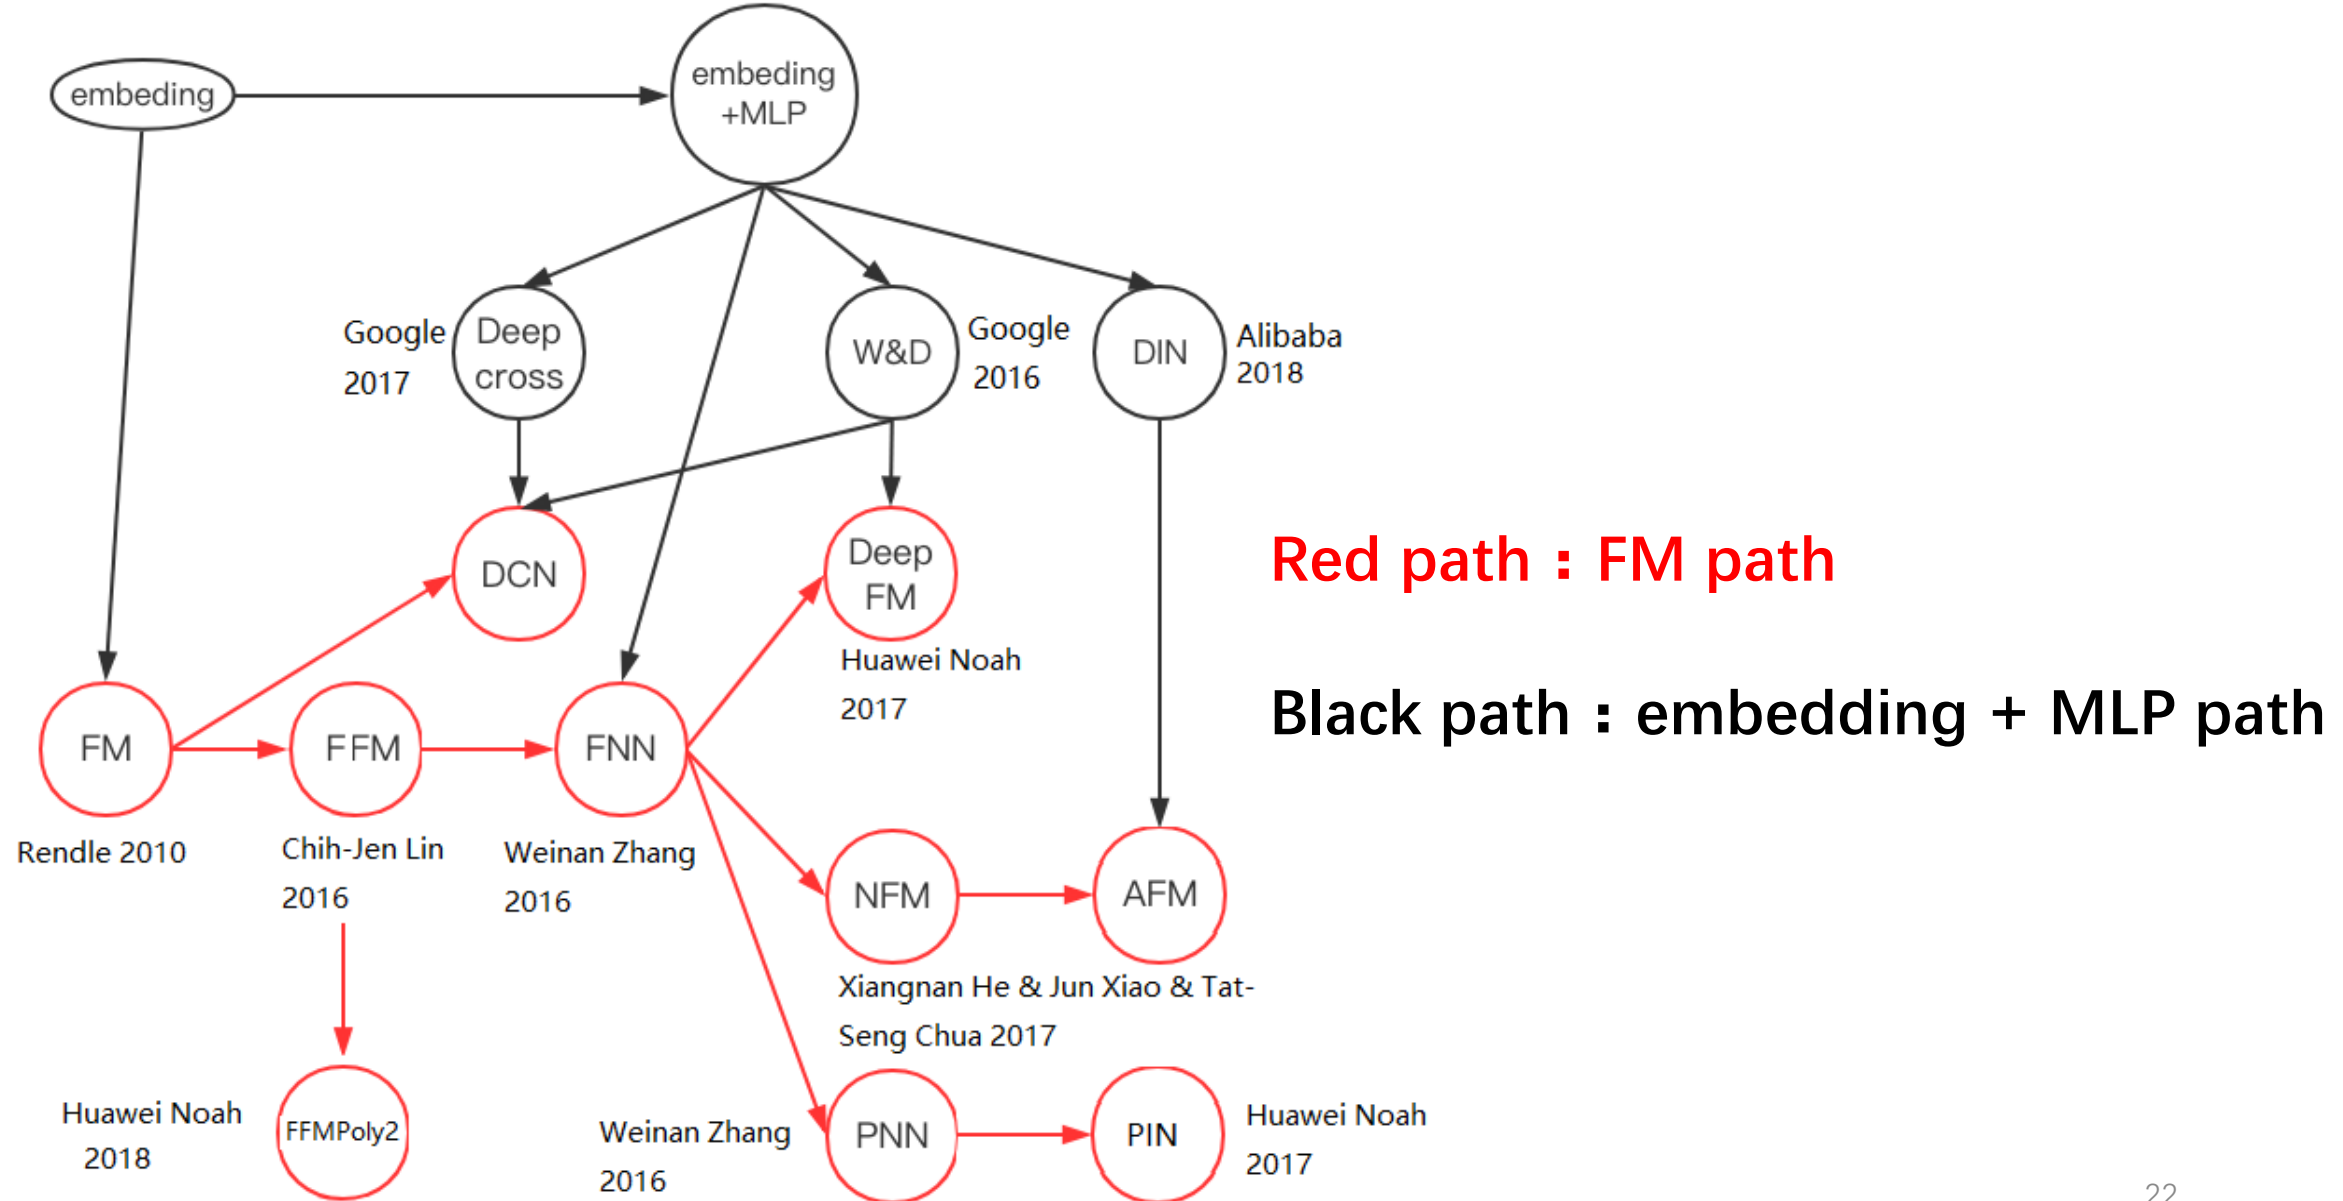 embeding
embeding
+MLP
Google
2017
Deep
cross
W&D
Google
2016
DIN
Alibaba
2018
DCN
Deep
FM
Huawei Noah
2017
Red path : FM path
Black path : embedding + MLP path
FM
Rendle 2010
FFM
Chih-Jen Lin
2016
FNN
Weinan Zhang
2016
NFM
AFM
Xiangnan He & Jun Xiao & Tat-
Seng Chua 2017
Huawei Noah
2018
FFMPoly2
Weinan Zhang
2016
PNN
PIN
Huawei Noah
2017
22